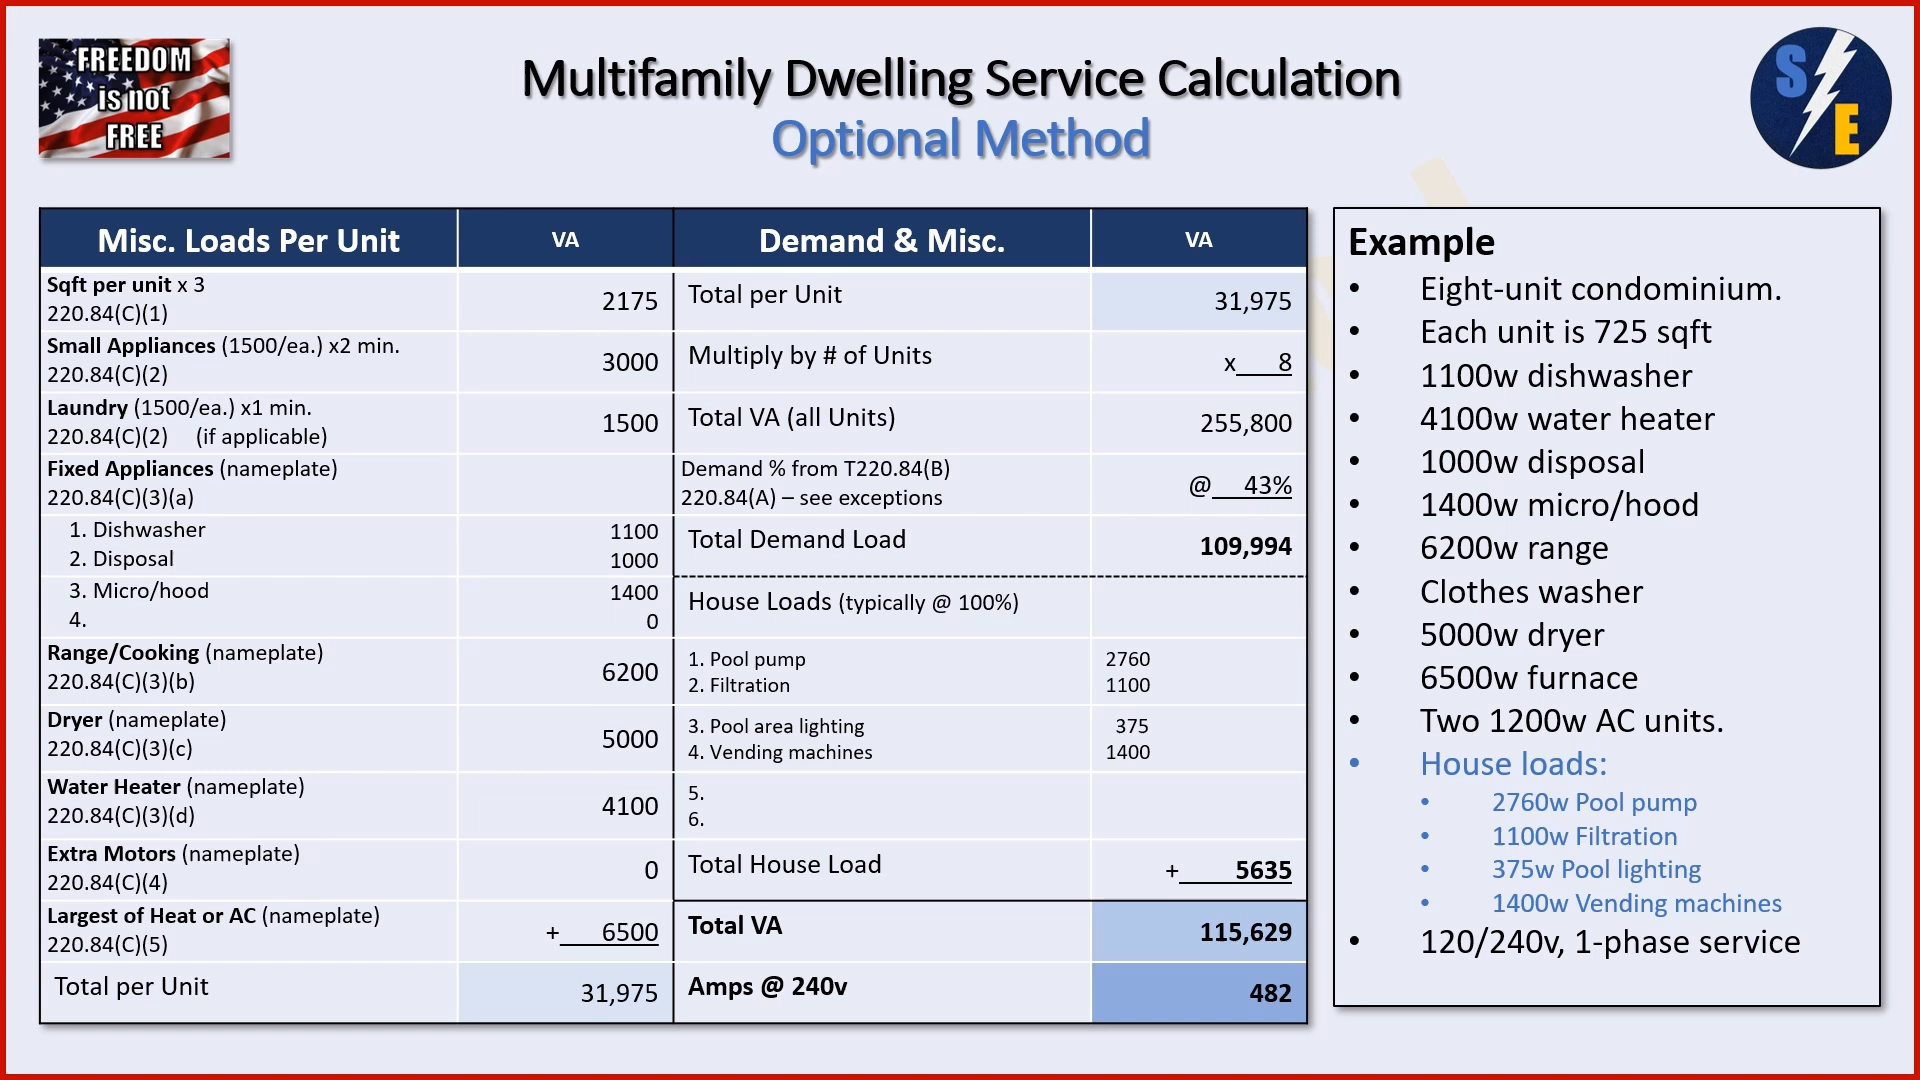 FREEDOM
is not
FREE
Multifamily Dwelling Service Calculation
Optional Method
S
E
Misc. Loads Per Unit VA Demand & Misc. VA
Sqft per unit x 3
220.84(C)(1)
2175
Total per Unit 31,975
Small Appliances (1500/ea.) x2 min.
220.84(C)(2)
3000
Multiply by # of Units x 8
Laundry (1500/ea.) x1 min.
220.84(C)(2) (if applicable)
1500
Total VA (all Units) 255,800
Fixed Appliances (nameplate)
220.84(C)(3)(a)
Demand % from T220.84(B)
220.84(A) – see exceptions
@ 43%
1. Dishwasher 1100
2. Disposal 1000
Total Demand Load 109,994
3. Micro/hood 1400
4. 0
House Loads (typically @ 100%)
Range/Cooking (nameplate)
220.84(C)(3)(b)
6200
1. Pool pump 2760
2. Filtration 1100
Dryer (nameplate)
220.84(C)(3)(c)
5000
3. Pool area lighting 375
4. Vending machines 1400
Water Heater (nameplate)
220.84(C)(3)(d)
4100
5.
6.
Extra Motors (nameplate)
220.84(C)(4)
0
Total House Load + 5635
Largest of Heat or AC (nameplate)
220.84(C)(5)
+ 6500
Total VA 115,629
Total per Unit 31,975
Amps @ 240v 482
Example
• Eight-unit condominium.
• Each unit is 725 sqft
• 1100w dishwasher
• 4100w water heater
• 1000w disposal
• 1400w micro/hood
• 6200w range
• Clothes washer
• 5000w dryer
• 6500w furnace
• Two 1200w AC units.
• House loads:
• 2760w Pool pump
• 1100w Filtration
• 375w Pool lighting
• 1400w Vending machines
• 120/240v, 1-phase service